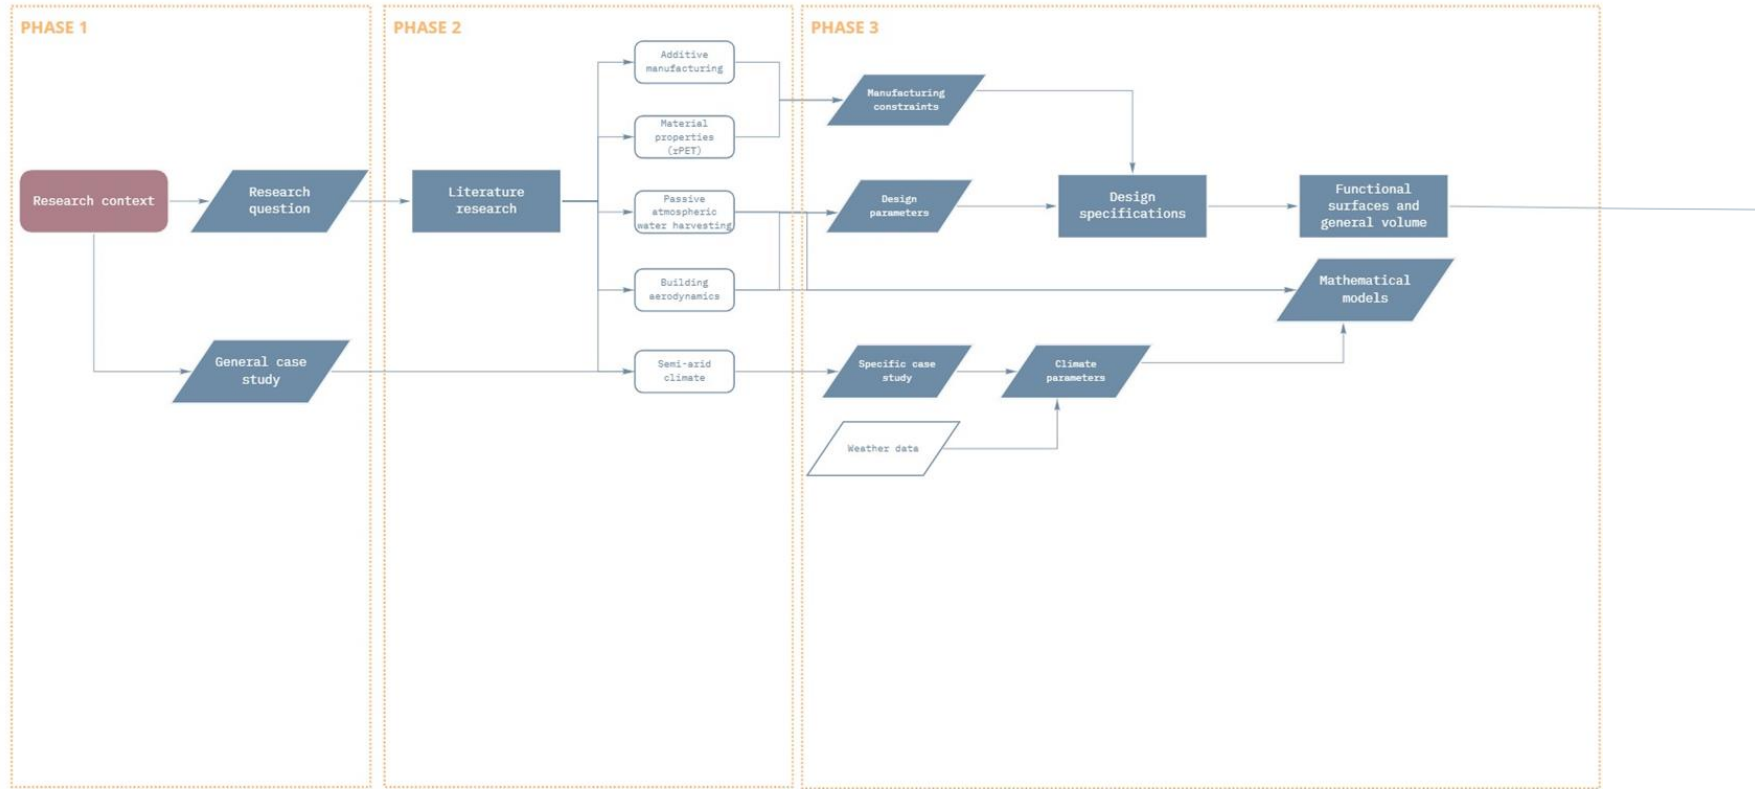 PHASE 1
Research context
Research
question
General case
study
PHASE 2
Literature
research
Additive
manufacturing
Material
properties
(rPET)
Passive
atmospheric
water harvesting
Building
aerodynamics
Semi-arid
climate
PHASE 3
Manufacturing
constraints
Design
parameters
Design
specifications
Functional
surfaces and
general volume
Mathematical
models
Specific case
study
Climate
parameters
Weather data